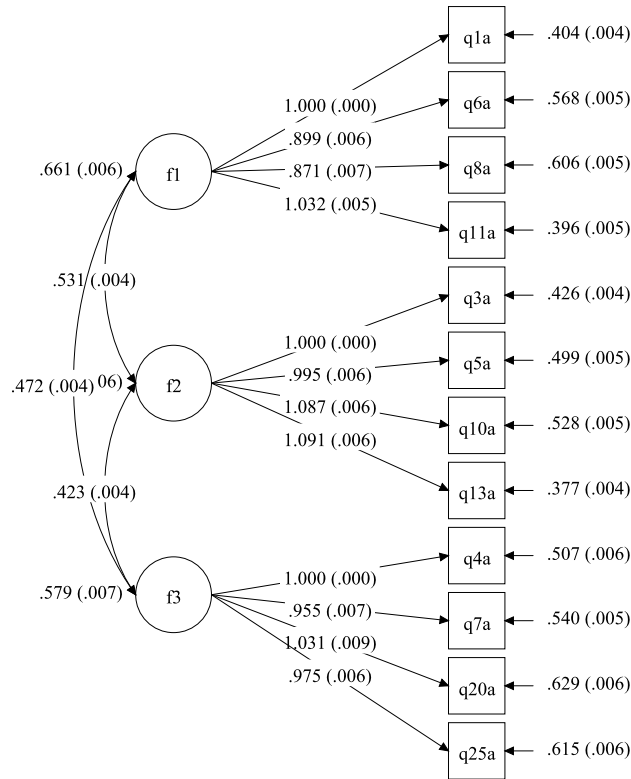 q1a
.404 (.004)
1.000 (.000)
q6a
.568 (.005)
.899 (.006)
.661 (.006)
f1
.871 (.007)
q8a
.606 (.005)
1.032 (.005)
q11a
.396 (.005)
.531 (.004)
q3a
.426 (.004)
1.000 (.000)
q5a
.499 (.005)
.995 (.006)
.472 (.004)
06)
f2
1.087 (.006)
q10a
.528 (.005)
1.091 (.006)
q13a
.377 (.004)
.423 (.004)
q4a
.507 (.006)
1.000 (.000)
.579 (.007)
f3
.955 (.007)
q7a
.540 (.005)
1.031 (.009)
q20a
.629 (.006)
.975 (.006)
q25a
.615 (.006)